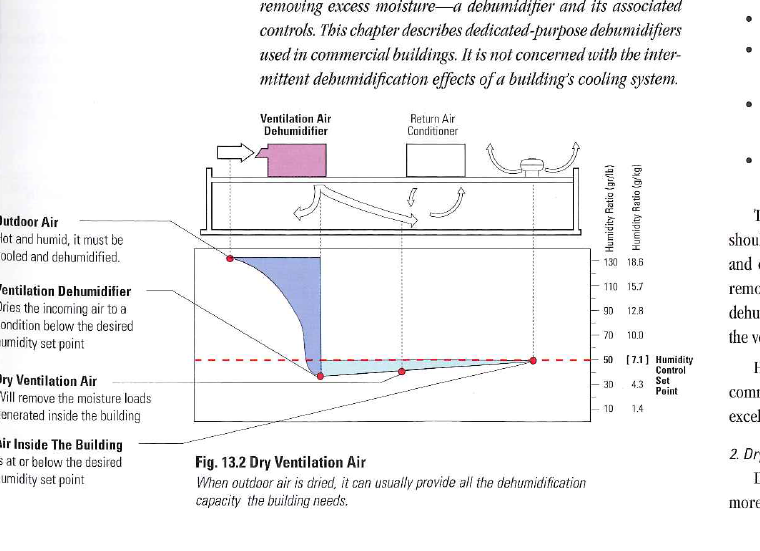 removing excess moisture—a dehumidifier and its associated
controls. This chapter describes dedicated-purpose dehumidifiers
used in commercial buildings. It is not concerned with the inter-
mittent dehumidification effects of a building's cooling system.
Ventilation Air
Dehumidifier
Return Air
Conditioner
Humidity Ratio (gr/lb)
Humidity Ratio (g/kg)
130 18.6
110 15.7
90 12.8
70 10.0
50 [7.1] Humidity
Control
Set
Point
30 4.3
10 1.4
Outdoor Air
Hot and humid, it must be
cooled and dehumidified.
Ventilation Dehumidifier
Dries the incoming air to a
condition below the desired
humidity set point
Dry Ventilation Air
Will remove the moisture loads
generated inside the building
Air Inside The Building
is at or below the desired
humidity set point
Fig. 13.2 Dry Ventilation Air
When outdoor air is dried, it can usually provide all the dehumidification
capacity the building needs.
T
shoul
and
remo
dehu
the v
H
comm
excel
2. Dry
D
more